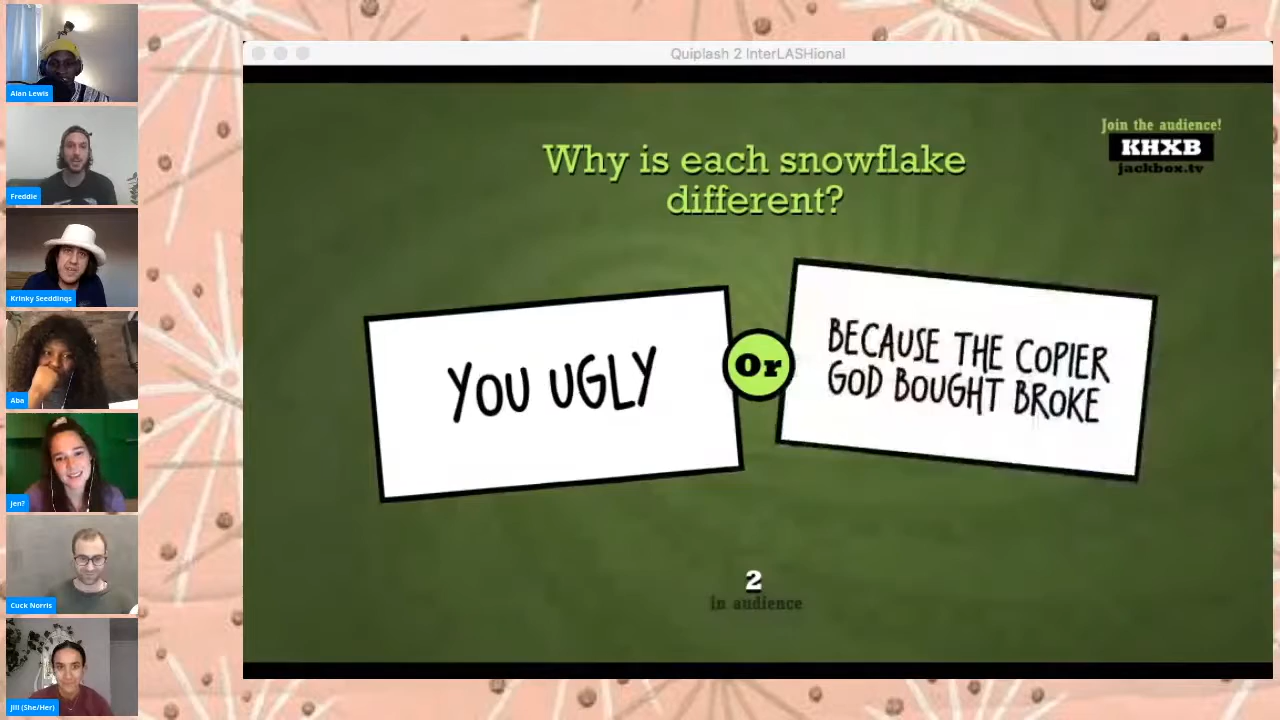 Quiplash 2 InterLASHional
Join the audience!
KHXB
jackbox.tv
Why is each snowflake
different?
YOU UGLY
Or
BECAUSE THE COPIER
GOD BOUGHT BROKE
2
in audience
Alan Lewis
Freddie
Krinky Seeddings
Aba
jen?
Cuck Norris
Jill (She/Her)